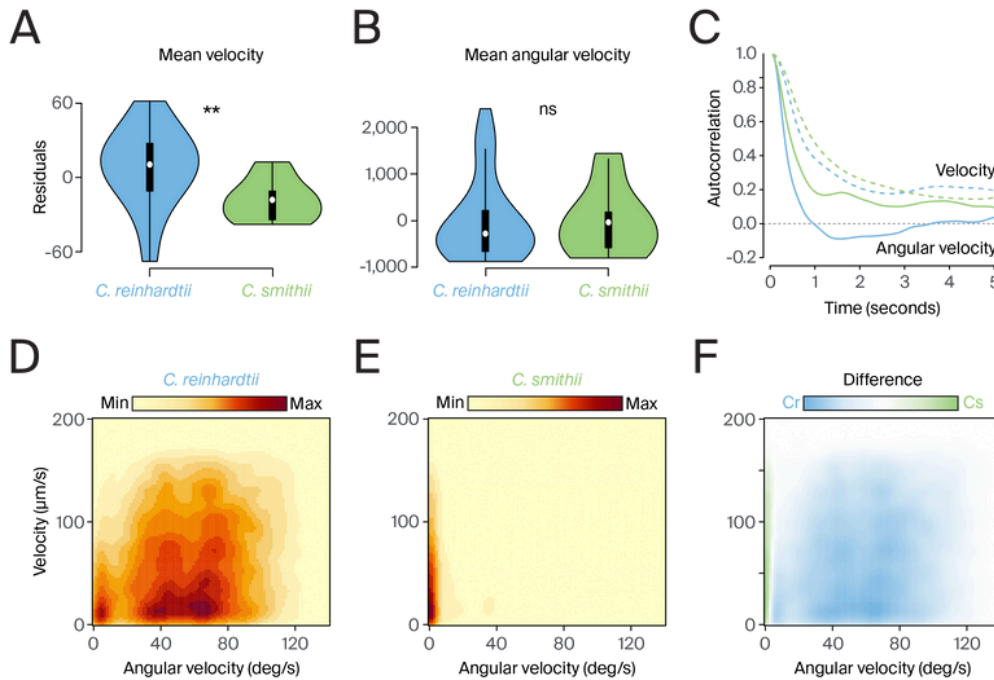 A
Mean velocity
Residuals
60
0
-60
**
C. reinhardtii
C. smithii
B
Mean angular velocity
2,000
1,000
0
-1,000
ns
C. reinhardtii
C. smithii
C
Autocorrelation
1.0
0.8
0.6
0.4
0.2
0.0
-0.2
Velocity
Angular velocity
0 1 2 3 4 5
Time (seconds)
D
C. reinhardtii
Min Max
Velocity (µm/s)
200
100
0
0 40 80 120
Angular velocity (deg/s)
E
C. smithii
Min Max
200
100
0
0 40 80 120
Angular velocity (deg/s)
F
Difference
Cr Cs
200
100
0
0 40 80 120
Angular velocity (deg/s)